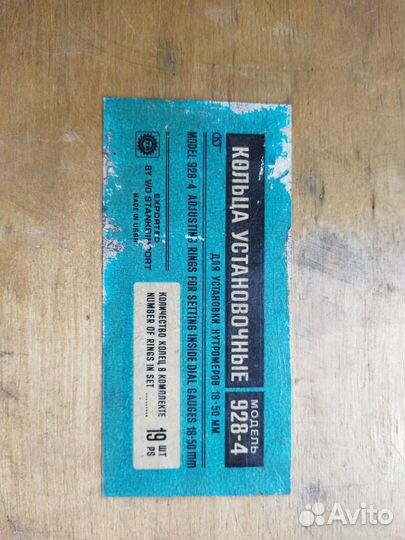 КОЛЬЦА УСТАНОВОЧНЫЕ
МОДЕЛЬ
928-4
ДЛЯ УСТАНОВКИ НУТРОМЕРОВ 18-50 ММ
MODEL 928-4 ADJUSTING RINGS FOR SETTING INSIDE DIAL GAUGES 18-50 mm
EXPORTED
BY V/O STANKOIMPORT
MADE IN USSR
КОЛИЧЕСТВО КОЛЕЦ В КОМПЛЕКТЕ
NUMBER OF RINGS IN SET ..........
19
ШТ
PS
Avito